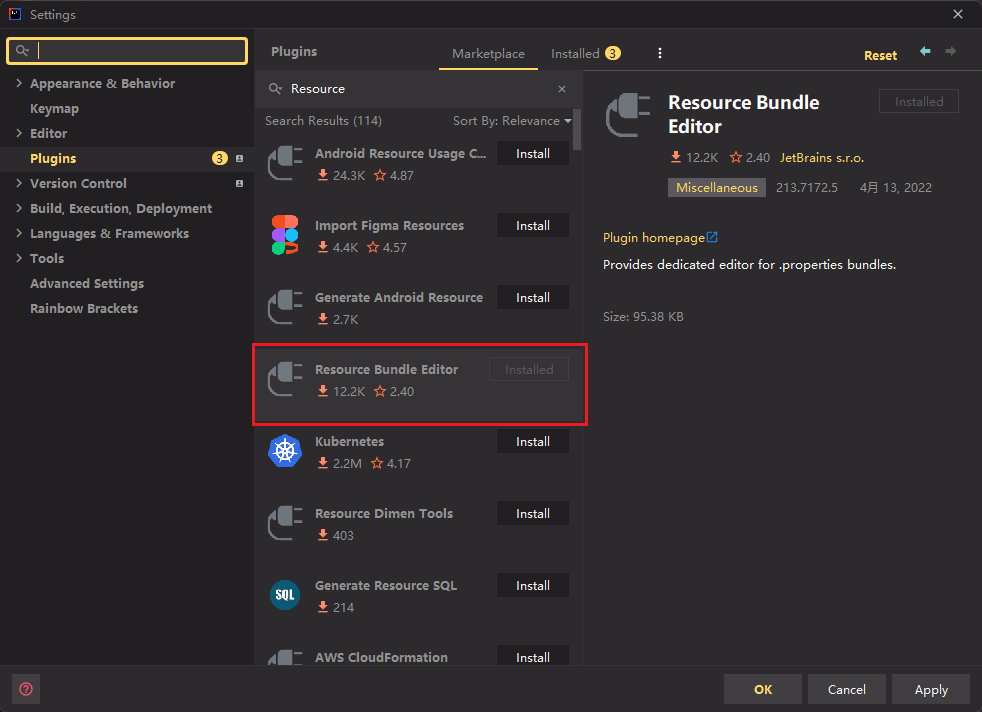 Settings
Appearance & Behavior
Keymap
Editor
Plugins 3
Version Control
Build, Execution, Deployment
Languages & Frameworks
Tools
Advanced Settings
Rainbow Brackets
Plugins
Marketplace
Installed 3
Reset
Resource
Search Results (114)
Sort By: Relevance
Android Resource Usage C...
Install
24.3K 4.87
Import Figma Resources
Install
4.4K 4.57
Generate Android Resource
Install
2.7K
Resource Bundle Editor
Installed
12.2K 2.40
Kubernetes
Install
2.2M 4.17
Resource Dimen Tools
Install
403
SQL
Generate Resource SQL
Install
214
AWS CloudFormation
Install
Resource Bundle
Editor
Installed
12.2K 2.40 JetBrains s.r.o.
Miscellaneous 213.7172.5 4月 13, 2022
Plugin homepage
Provides dedicated editor for .properties bundles.
Size: 95.38 KB
?
OK
Cancel
Apply